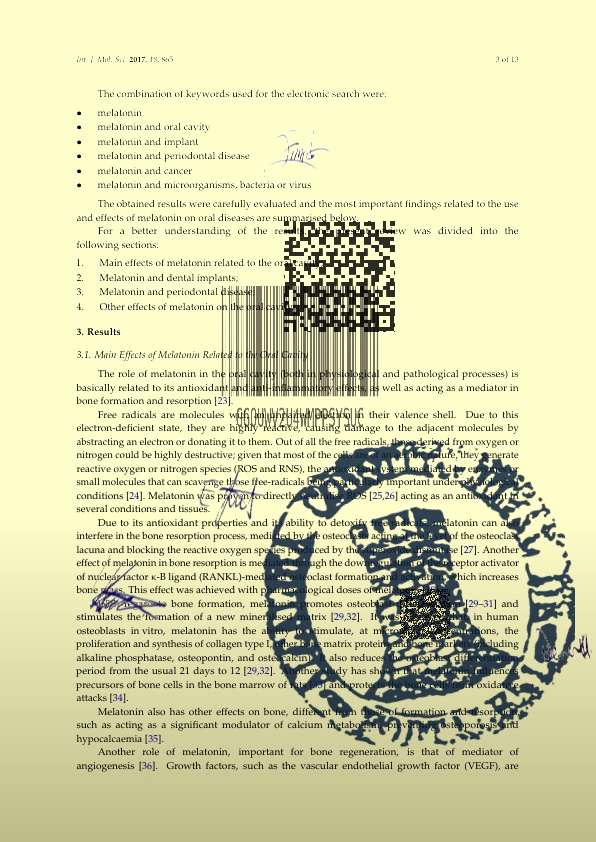 Int. J. Mol. Sci. 2017, 18, 865
3 of 13
The combination of keywords used for the electronic search were:
• melatonin
• melatonin and oral cavity
• melatonin and implant
• melatonin and periodontal disease
• melatonin and cancer
• melatonin and microorganisms, bacteria or virus
The obtained results were carefully evaluated and the most important findings related to the use
and effects of melatonin on oral diseases are summarised below.
For a better understanding of the results, the present review was divided into the
following sections:
1. Main effects of melatonin related to the oral cavity;
2. Melatonin and dental implants;
3. Melatonin and periodontal disease;
4. Other effects of melatonin on the oral cavity.
3. Results
3.1. Main Effects of Melatonin Related to the Oral Cavity
The role of melatonin in the oral cavity (both in physiological and pathological processes) is
basically related to its antioxidant and anti-inflammatory effects, as well as acting as a mediator in
bone formation and resorption [23].
Free radicals are molecules with an unpaired electron in their valence shell. Due to this
electron-deficient state, they are highly reactive, causing damage to the adjacent molecules by
abstracting an electron or donating it to them. Out of all the free radicals, those derived from oxygen or
nitrogen could be highly destructive; given that most of the cells are of an aerobic nature, they generate
reactive oxygen or nitrogen species (ROS and RNS), the antioxidant system mediated by enzymes or
small molecules that can scavenge those free-radicals being particularly important under physiological
conditions [24]. Melatonin was proven to directly neutralise ROS [25,26] acting as an antioxidant in
several conditions and tissues.
Due to its antioxidant properties and its ability to detoxify free radicals, melatonin can also
interfere in the bone resorption process, mediated by the osteoclasts acting at the level of the osteoclast
lacuna and blocking the reactive oxygen species produced by the superoxide dismutase [27]. Another
effect of melatonin in bone resorption is mediated through the downregulation of the receptor activator
of nuclear factor κ-B ligand (RANKL)-mediated osteoclast formation and activation, which increases
bone mass. This effect was achieved with pharmacological doses of melatonin
bone formation, melatonin promotes osteoblast [29–31] and
stimulates the formation of a new mineralised matrix [29,32]. It was in human
osteoblasts in vitro, melatonin has the ability to stimulate, at micromolar concentrations, the
proliferation and synthesis of collagen type I, other bone matrix proteins and bone markers (including
alkaline phosphatase, osteopontin, and osteocalcin). It also reduces the osteoblast differentiation
period from the usual 21 days to 12 [29,32]. Another study has shown that melatonin influences
precursors of bone cells in the bone marrow of rats [33] and protects the bone cells from oxidative
attacks [34].
Melatonin also has other effects on bone, different from those of formation and resorption,
such as acting as a significant modulator of calcium metabolism, preventing osteoporosis and
hypocalcaemia [35].
Another role of melatonin, important for bone regeneration, is that of mediator of
angiogenesis [36]. Growth factors, such as the vascular endothelial growth factor (VEGF), are